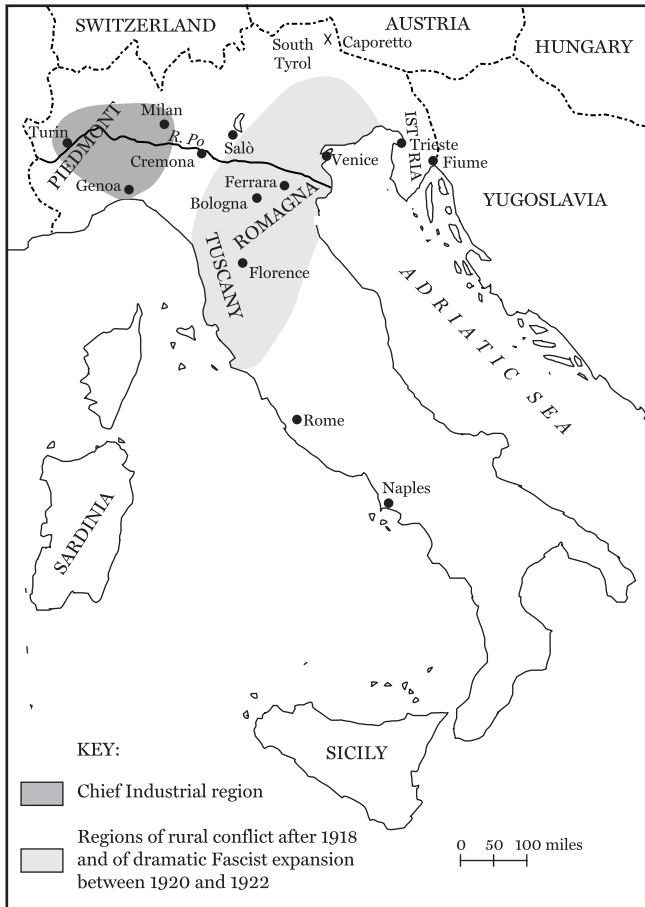 SWITZERLAND
AUSTRIA
HUNGARY
South
Tyrol
Caporetto
Milan
Turin
PIEDMONT
R. Po
Cremona
Salò
Genoa
Venice
ISTRIA
Trieste
Fiume
Ferrara
Bologna
ROMAGNA
YUGOSLAVIA
TUSCANY
Florence
ADRIATIC SEA
Rome
Naples
SARDINIA
SICILY
KEY:
Chief Industrial region
Regions of rural conflict after 1918
and of dramatic Fascist expansion
between 1920 and 1922
0 50 100 miles